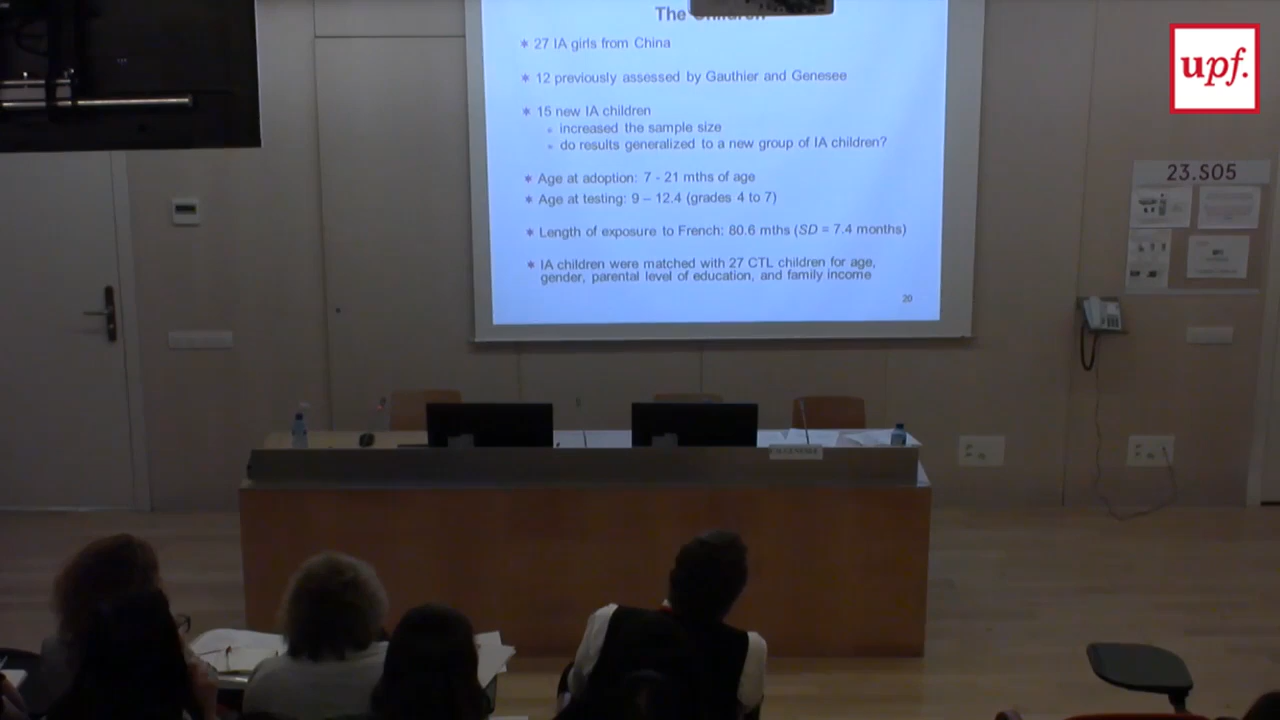 The Children
* 27 IA girls from China
* 12 previously assessed by Gauthier and Genesee
* 15 new IA children
increased the sample size
do results generalized to a new group of IA children?
* Age at adoption: 7 - 21 mths of age
* Age at testing: 9 – 12.4 (grades 4 to 7)
* Length of exposure to French: 80.6 mths (SD = 7.4 months)
* IA children were matched with 27 CTL children for age,
gender, parental level of education, and family income
20
upf.
23.S05